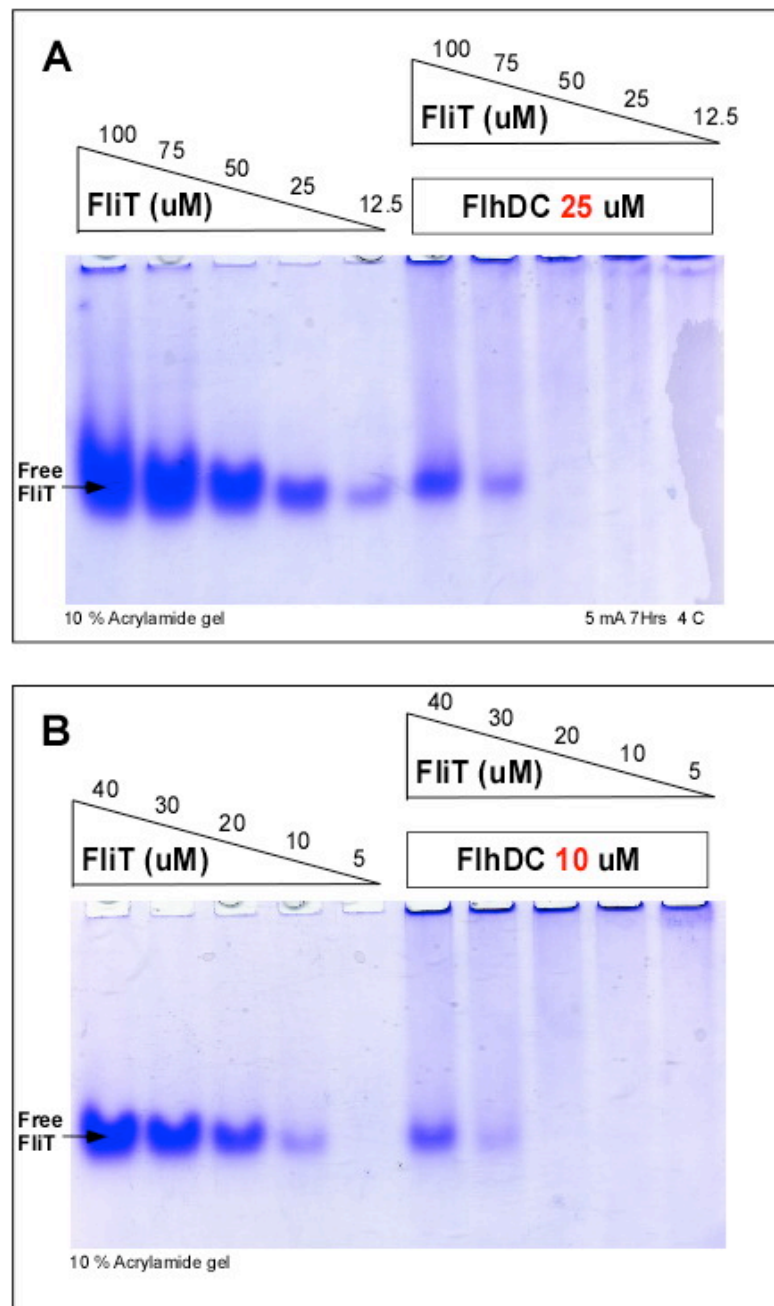 A
100
75
50
25
12.5
FliT (uM)
100
75
50
25
12.5
FliT (uM)
FlhDC 25 uM
Free
FliT
10 % Acrylamide gel
5 mA 7Hrs 4 C
B
40
30
20
10
5
FliT (uM)
40
30
20
10
5
FliT (uM)
FlhDC 10 uM
Free
FliT
10 % Acrylamide gel